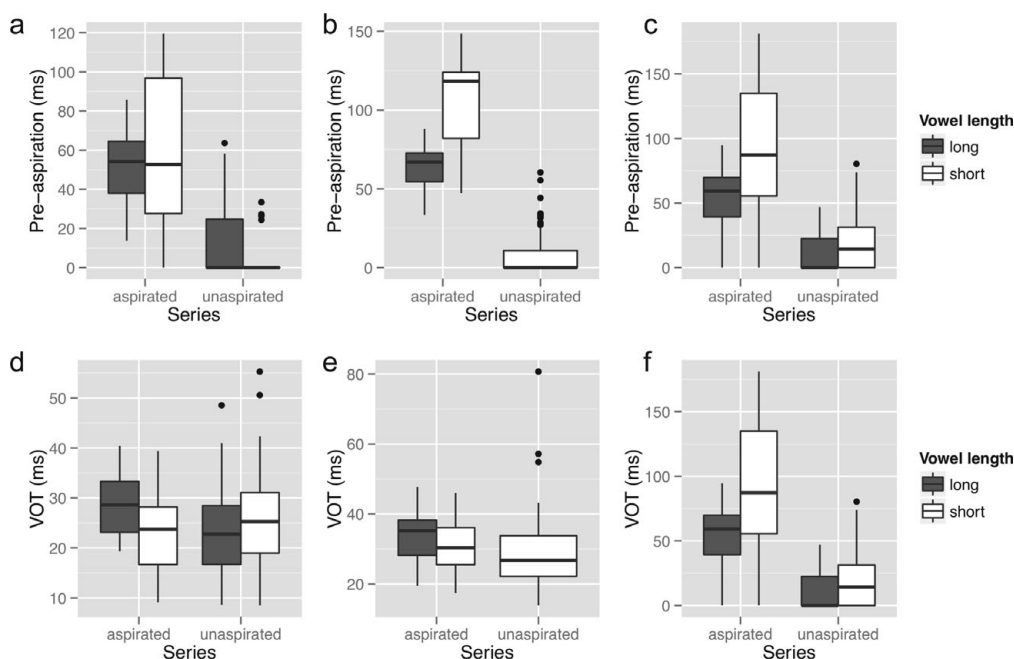 a
120
100
80
60
40
20
0
Pre-aspiration (ms)
aspirated unaspirated
Series
b
150
100
50
0
Pre-aspiration (ms)
aspirated unaspirated
Series
c
150
100
50
0
Pre-aspiration (ms)
aspirated unaspirated
Series
Vowel length
long
short
d
50
40
30
20
10
VOT (ms)
aspirated unaspirated
Series
e
80
60
40
20
VOT (ms)
aspirated unaspirated
Series
f
150
100
50
0
VOT (ms)
aspirated unaspirated
Series
Vowel length
long
short